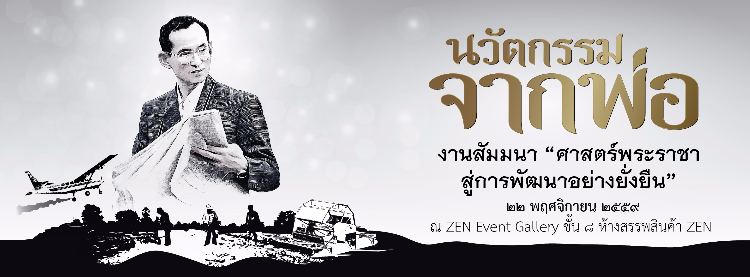 นวัตกรรม
จากพ่อ
งานสัมมนา “ศาสตร์พระราชา
สู่การพัฒนาอย่างยั่งยืน”
๒๒ พฤศจิกายน ๒๕๕๙
ณ ZEN Event Gallery ชั้น ๘ ห้างสรรพสินค้า ZEN